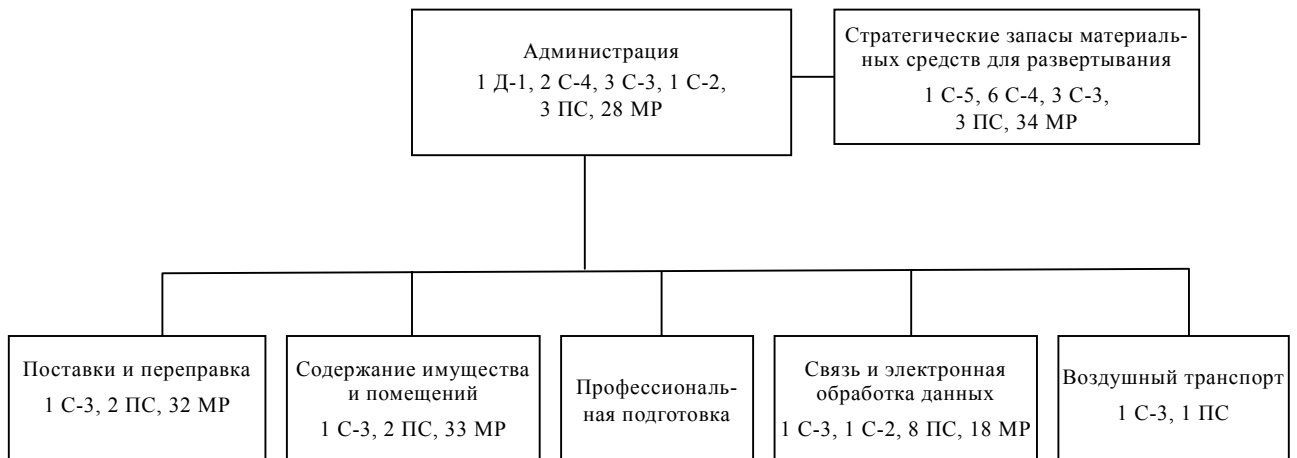 Администрация
1 Д-1, 2 С-4, 3 С-3, 1 С-2,
3 ПС, 28 МР
Стратегические запасы материаль-
ных средств для развертывания
1 С-5, 6 С-4, 3 С-3,
3 ПС, 34 МР
Поставки и переправка
1 С-3, 2 ПС, 32 МР
Содержание имущества
и помещений
1 С-3, 2 ПС, 33 МР
Профессиональ-
ная подготовка
Связь и электронная
обработка данных
1 С-3, 1 С-2, 8 ПС, 18 МР
Воздушный транспорт
1 С-3, 1 ПС